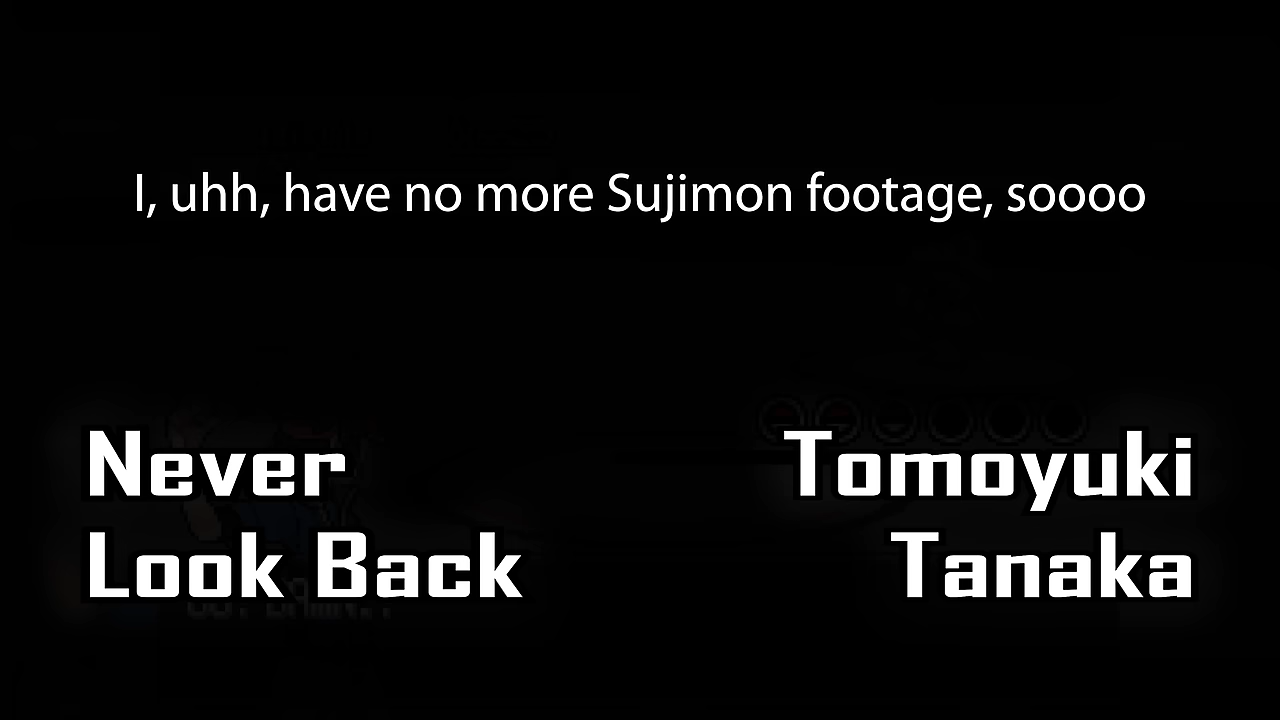 I, uhh, have no more Sujimon footage, soooo
Never
Look Back
Tomoyuki
Tanaka